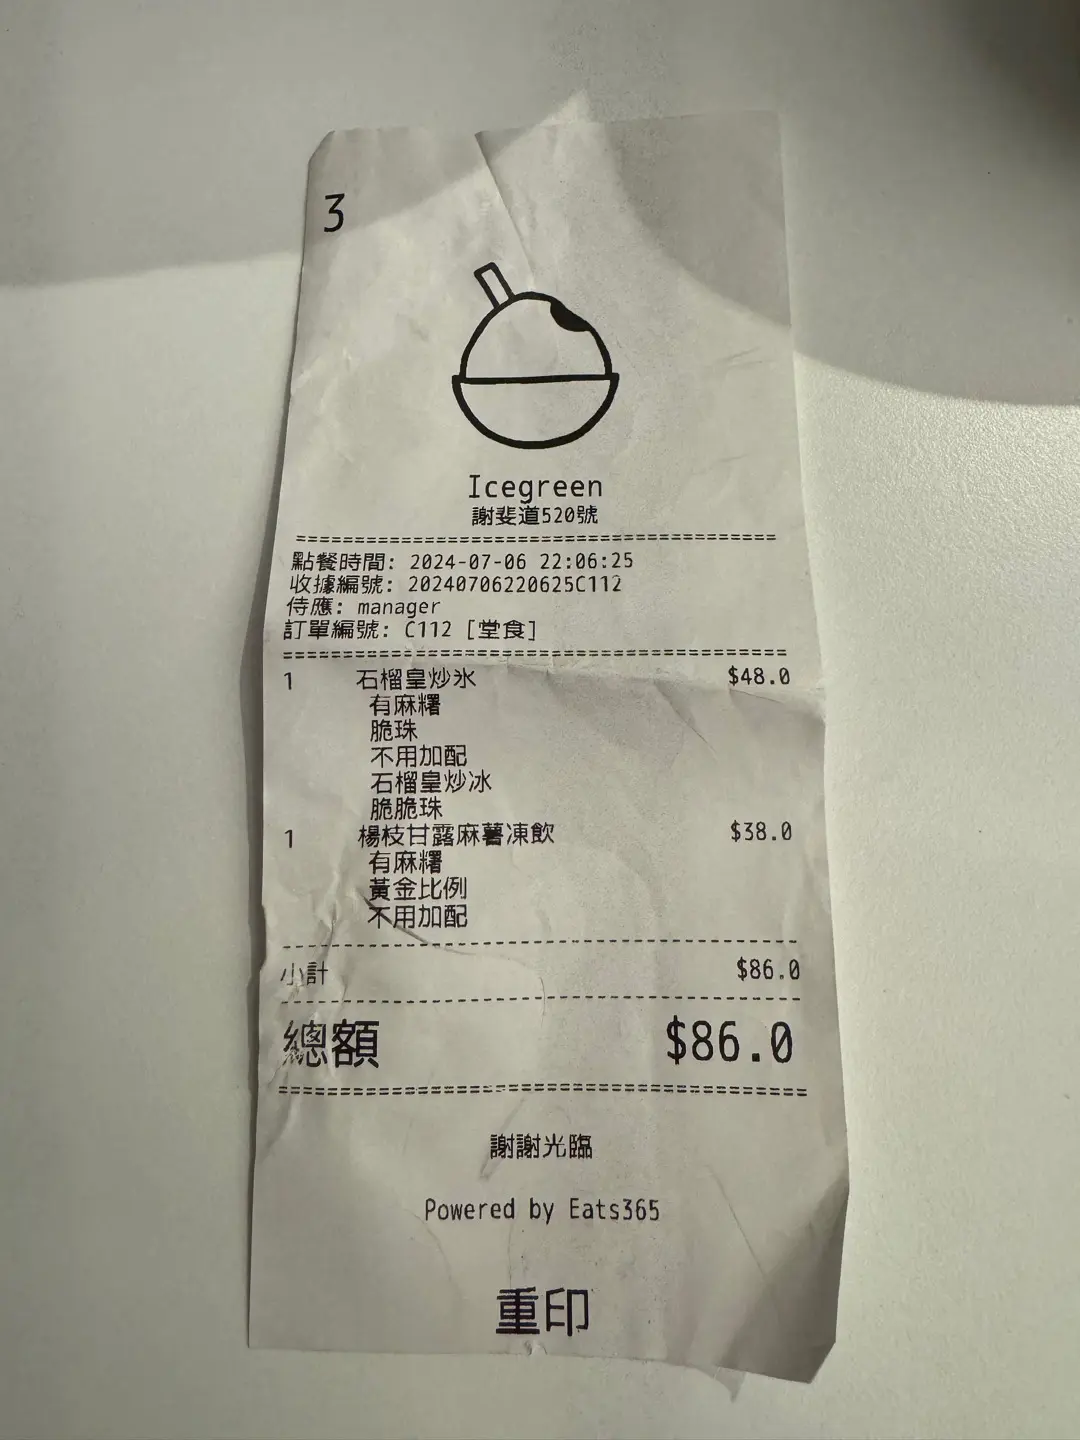 3
Icegreen
謝斐道520號
========================================
點餐時間: 2024-07-06 22:06:25
收據編號: 20240706220625C112
侍應: manager
訂單編號: C112 [堂食]
========================================
1 石榴皇炒氷 $48.0
有麻糬
脆珠
不用加配
石榴皇炒冰
脆脆珠
1 楊枝甘露麻薯凍飲 $38.0
有麻糬
黃金比例
不用加配
----------------------------------------
小計 $86.0
----------------------------------------
總額 $86.0
========================================
謝謝光臨
Powered by Eats365
重印